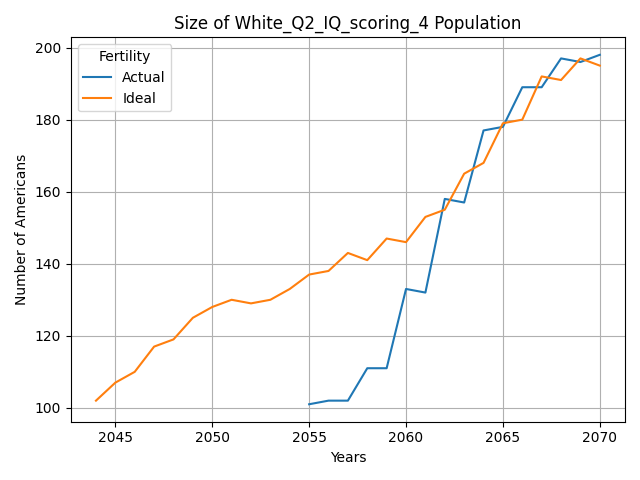 Size of White_Q2_IQ_scoring_4 Population
Fertility
Actual
Ideal
Number of Americans
200
180
160
140
120
100
2045 2050 2055 2060 2065 2070
Years